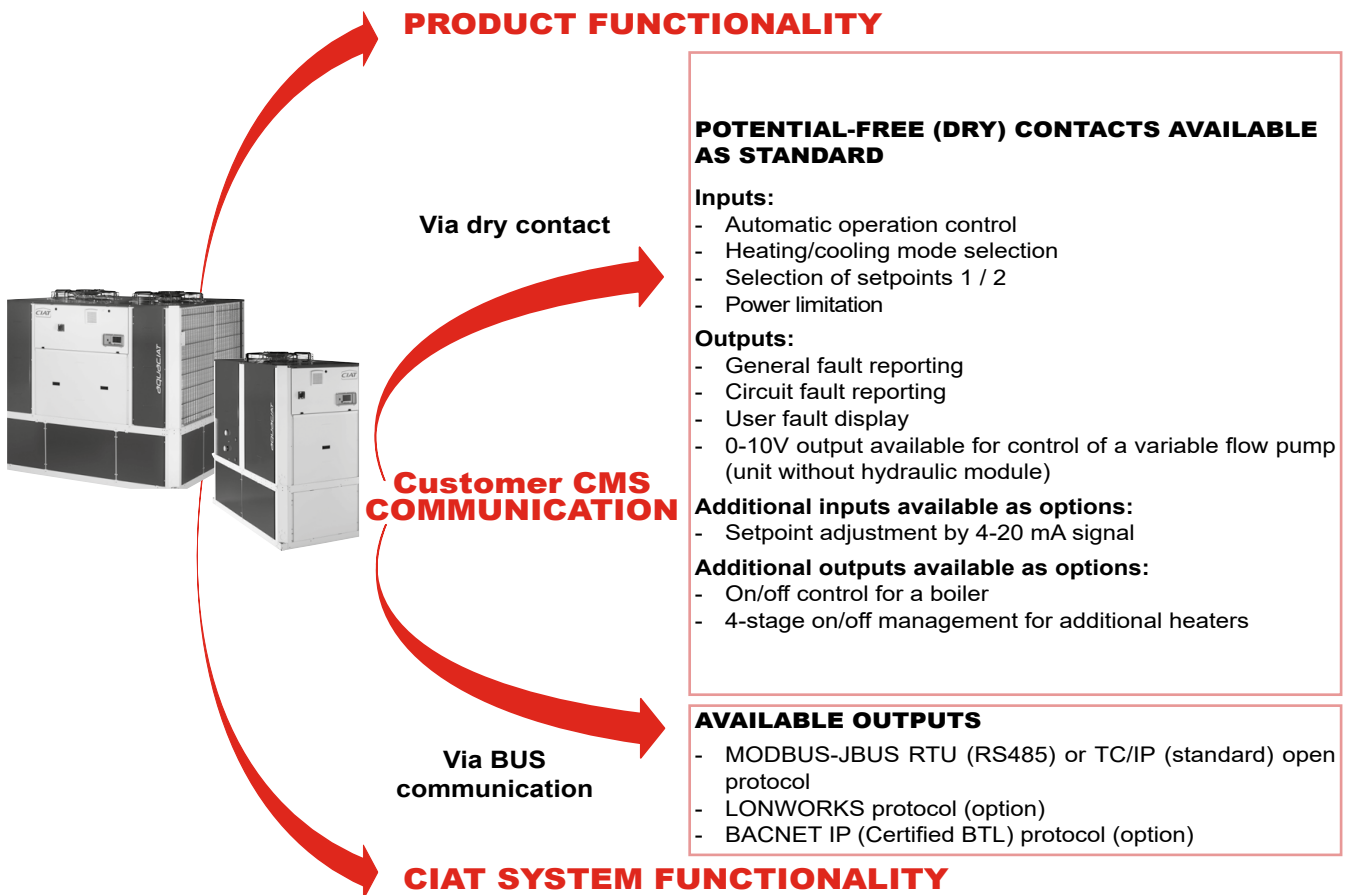 PRODUCT FUNCTIONALITY
POTENTIAL-FREE (DRY) CONTACTS AVAILABLE
AS STANDARD
Inputs:
- Automatic operation control
- Heating/cooling mode selection
- Selection of setpoints 1 / 2
- Power limitation
Outputs:
- General fault reporting
- Circuit fault reporting
- User fault display
- 0-10V output available for control of a variable flow pump
(unit without hydraulic module)
Additional inputs available as options:
- Setpoint adjustment by 4-20 mA signal
Additional outputs available as options:
- On/off control for a boiler
- 4-stage on/off management for additional heaters
Via dry contact
CIAT
AQUACIAT
CIAT
AQUACIAT
Customer CMS
COMMUNICATION
Via BUS
communication
AVAILABLE OUTPUTS
- MODBUS-JBUS RTU (RS485) or TC/IP (standard) open
protocol
- LONWORKS protocol (option)
- BACNET IP (Certified BTL) protocol (option)
CIAT SYSTEM FUNCTIONALITY